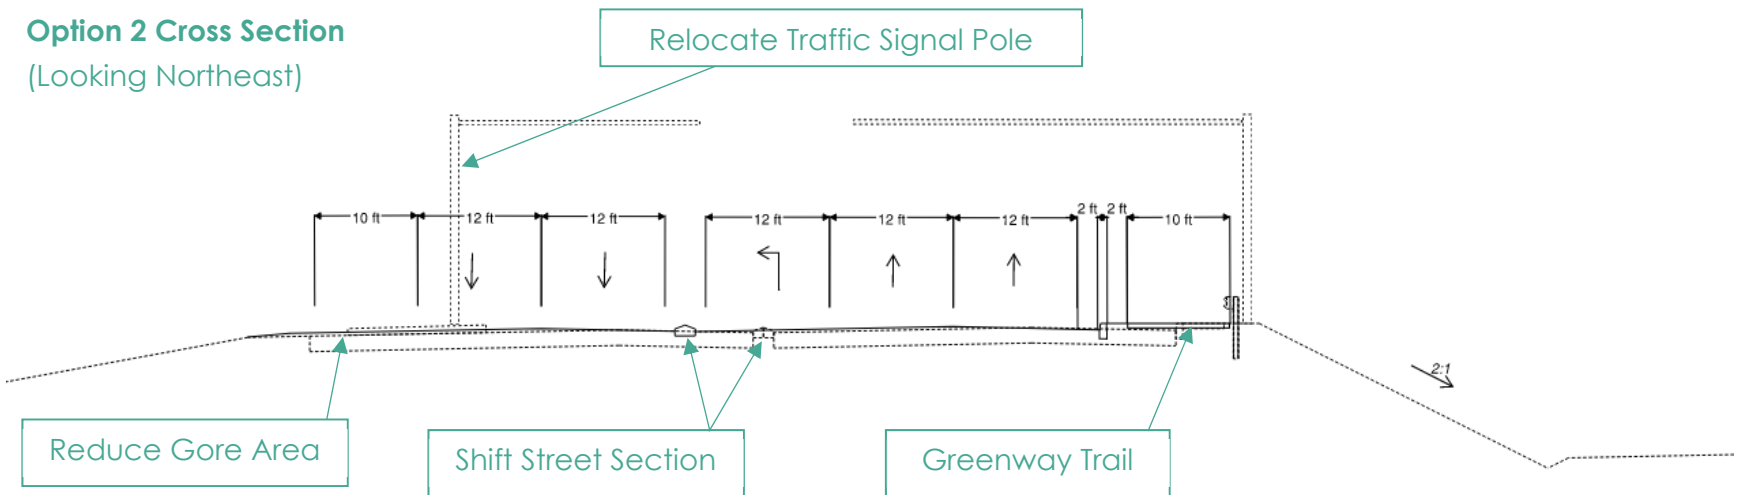 Option 2 Cross Section
(Looking Northeast)
Relocate Traffic Signal Pole
10 ft
12 ft
12 ft
12 ft
12 ft
12 ft
2 ft
2 ft
10 ft
2:1
Reduce Gore Area
Shift Street Section
Greenway Trail